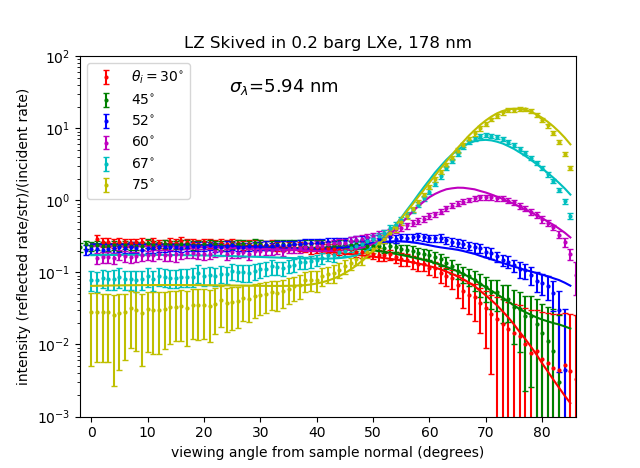 LZ Skived in 0.2 barg LXe, 178 nm
10²
10¹
10⁰
10⁻¹
10⁻²
10⁻³
intensity (reflected rate/str)/(incident rate)
θᵢ = 30°
45°
52°
60°
67°
75°
σ_λ=5.94 nm
0 10 20 30 40 50 60 70 80
viewing angle from sample normal (degrees)